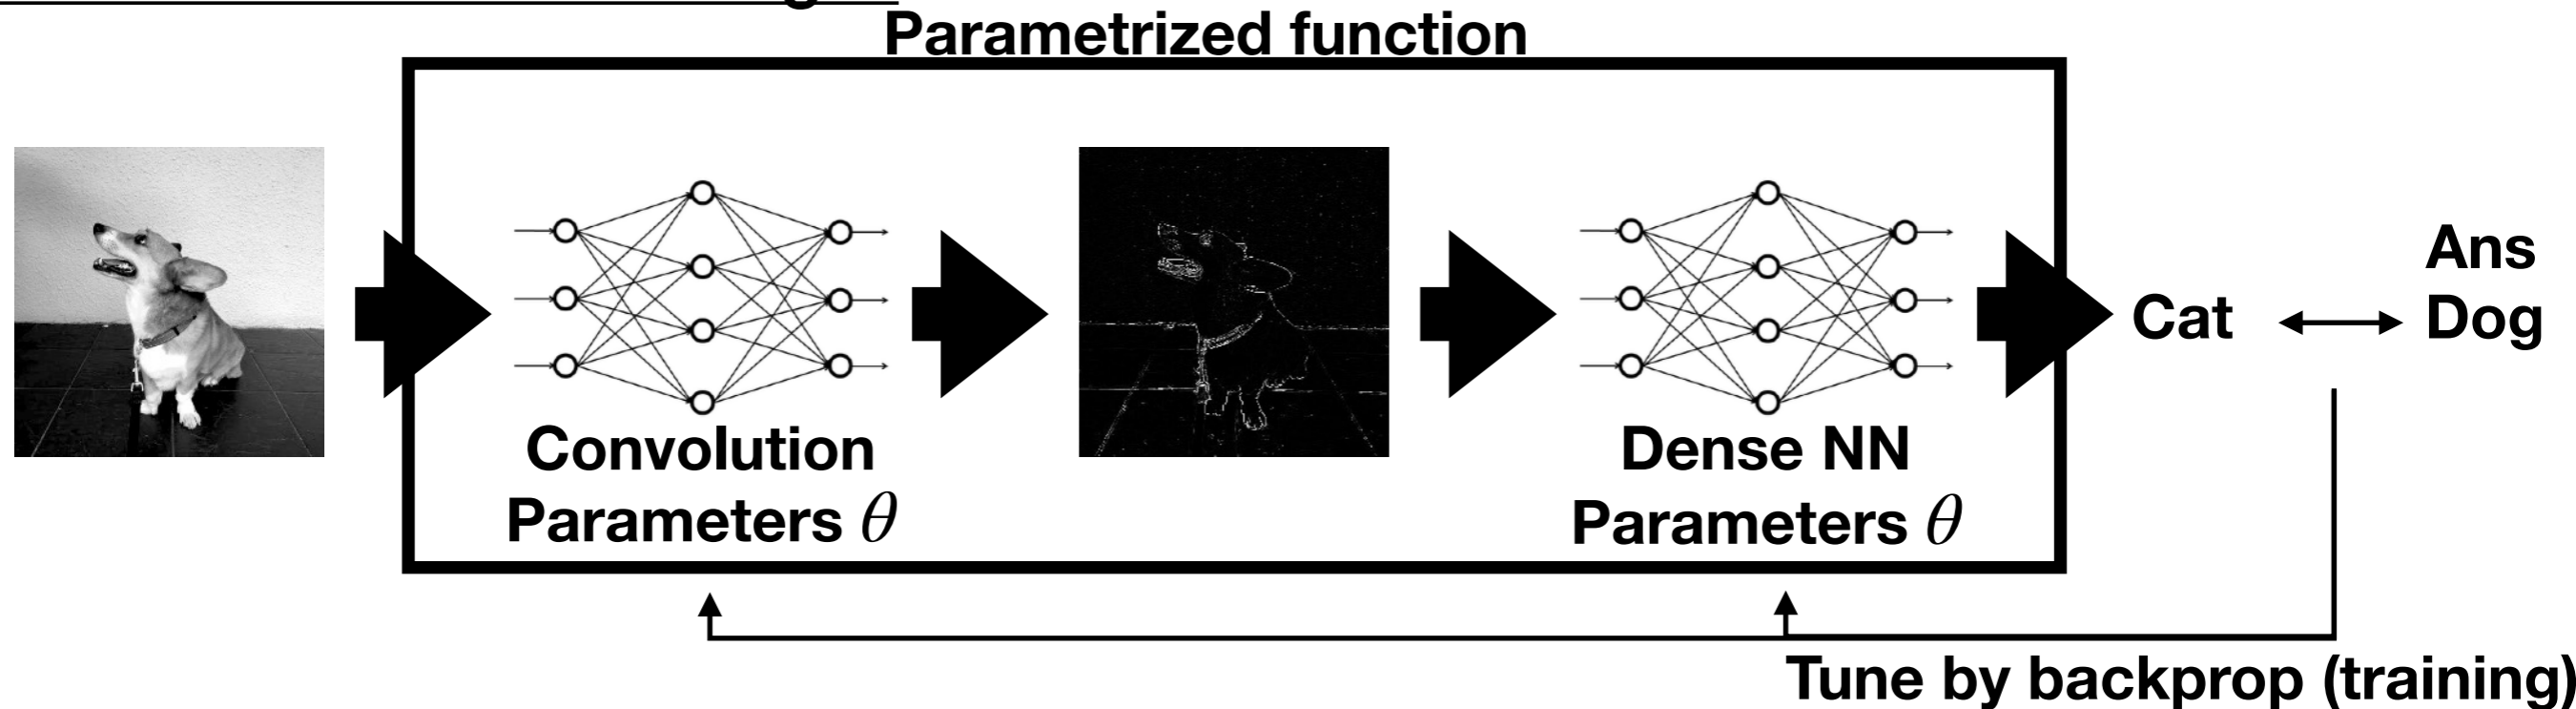 Parametrized function
Convolution
Parameters θ
Dense NN
Parameters θ
Cat
Ans
Dog
Tune by backprop (training)